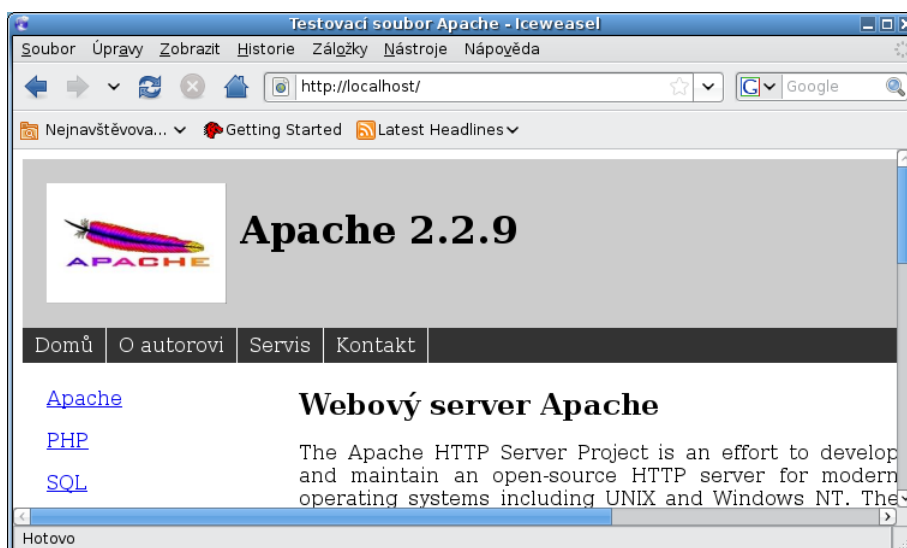 Testovací soubor Apache - Iceweasel
Soubor Úpravy Zobrazit Historie Záložky Nástroje Nápověda
http://localhost/ Google
Nejnavštěvova... Getting Started Latest Headlines
APACHE
Apache 2.2.9
Domů O autorovi Servis Kontakt
Apache
PHP
SQL
Webový server Apache
The Apache HTTP Server Project is an effort to develop
and maintain an open-source HTTP server for modern
operating systems including UNIX and Windows NT. The
Hotovo